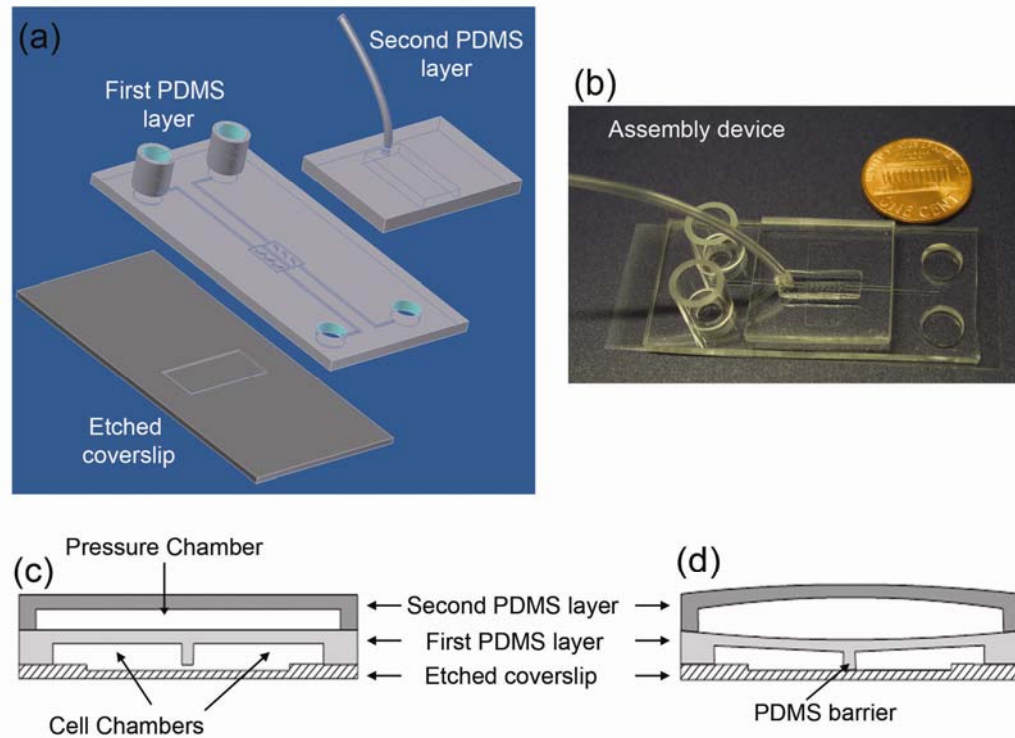 (a)
Second PDMS
layer
First PDMS
layer
Etched
coverslip
(b)
Assembly device
ONE CENT
(c)
Pressure Chamber
(d)
Second PDMS layer
First PDMS layer
Etched coverslip
Cell Chambers
PDMS barrier